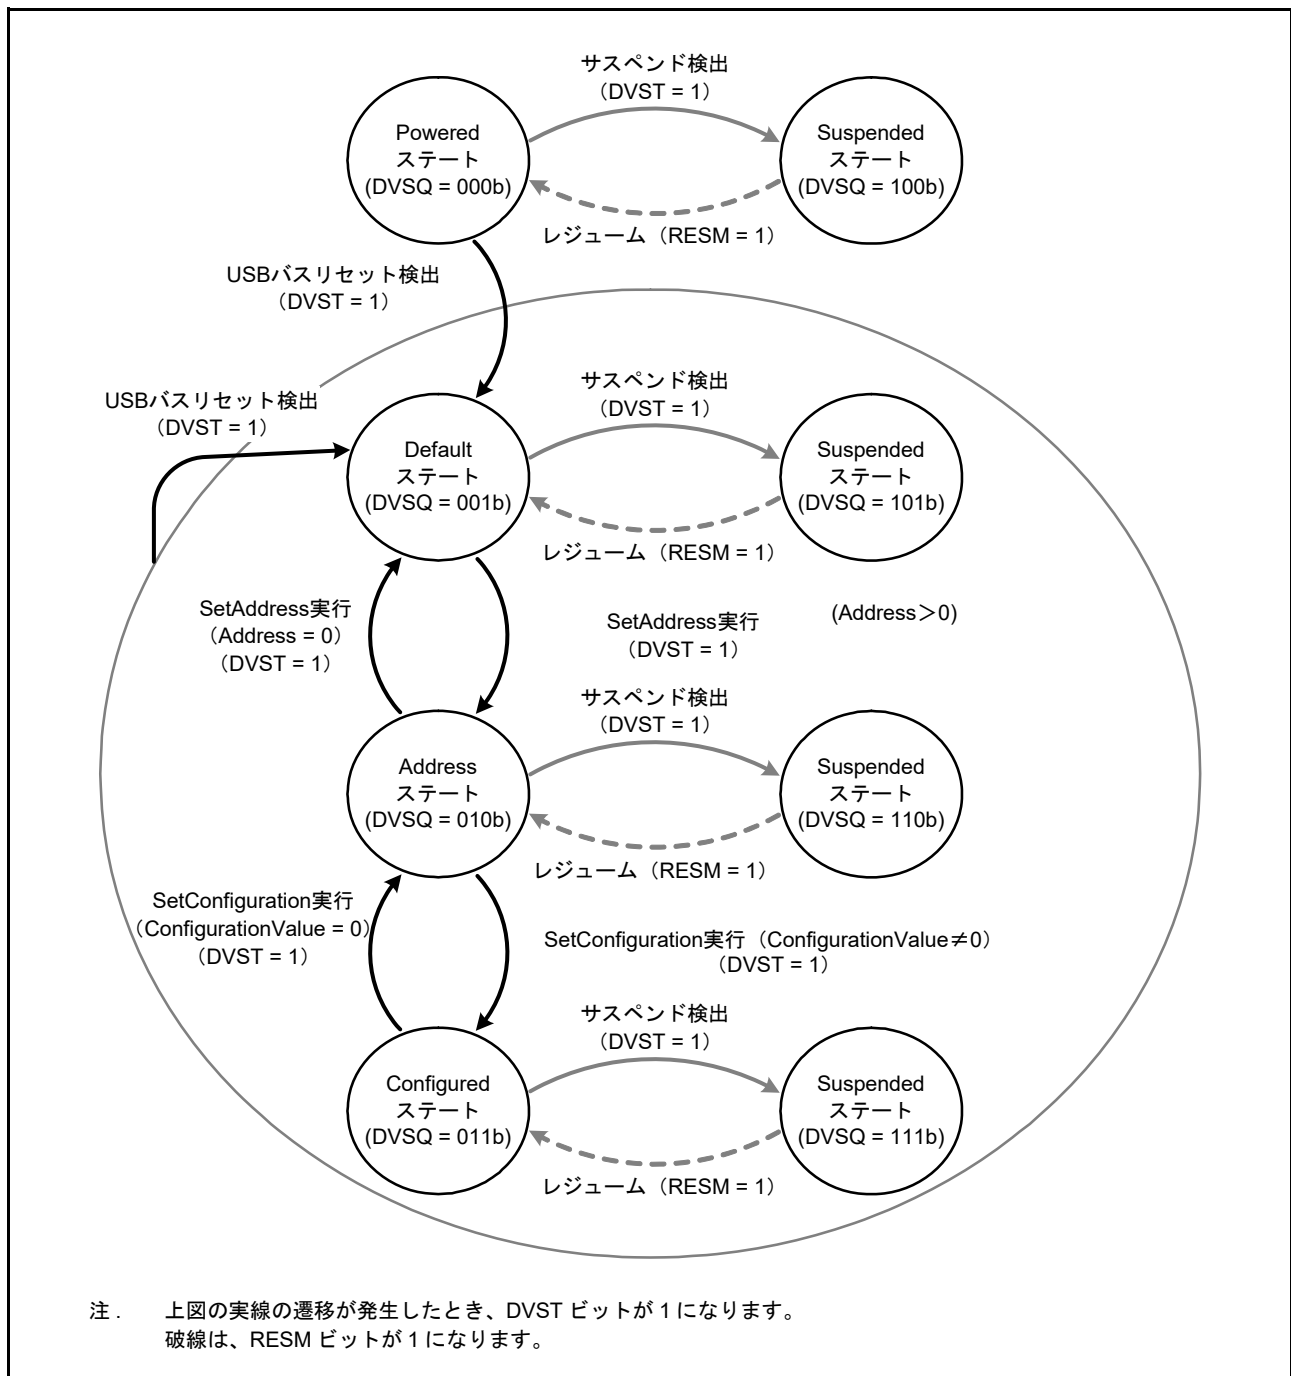 サスペンド検出
（DVST = 1）
Powered
ステート
(DVSQ = 000b)
Suspended
ステート
(DVSQ = 100b)
レジューム（RESM = 1）
USBバスリセット検出
（DVST = 1）
USBバスリセット検出
（DVST = 1）
サスペンド検出
（DVST = 1）
Default
ステート
(DVSQ = 001b)
Suspended
ステート
(DVSQ = 101b)
レジューム（RESM = 1）
SetAddress実行
（Address = 0）
（DVST = 1）
SetAddress実行
（DVST = 1）
(Address＞0)
サスペンド検出
（DVST = 1）
Address
ステート
(DVSQ = 010b)
Suspended
ステート
(DVSQ = 110b)
レジューム（RESM = 1）
SetConfiguration実行
（ConfigurationValue = 0）
（DVST = 1）
SetConfiguration実行（ConfigurationValue≠0）
（DVST = 1）
サスペンド検出
（DVST = 1）
Configured
ステート
(DVSQ = 011b)
Suspended
ステート
(DVSQ = 111b)
レジューム（RESM = 1）
注 . 上図の実線の遷移が発生したとき、DVST ビットが 1 になります。
破線は、RESM ビットが 1 になります。